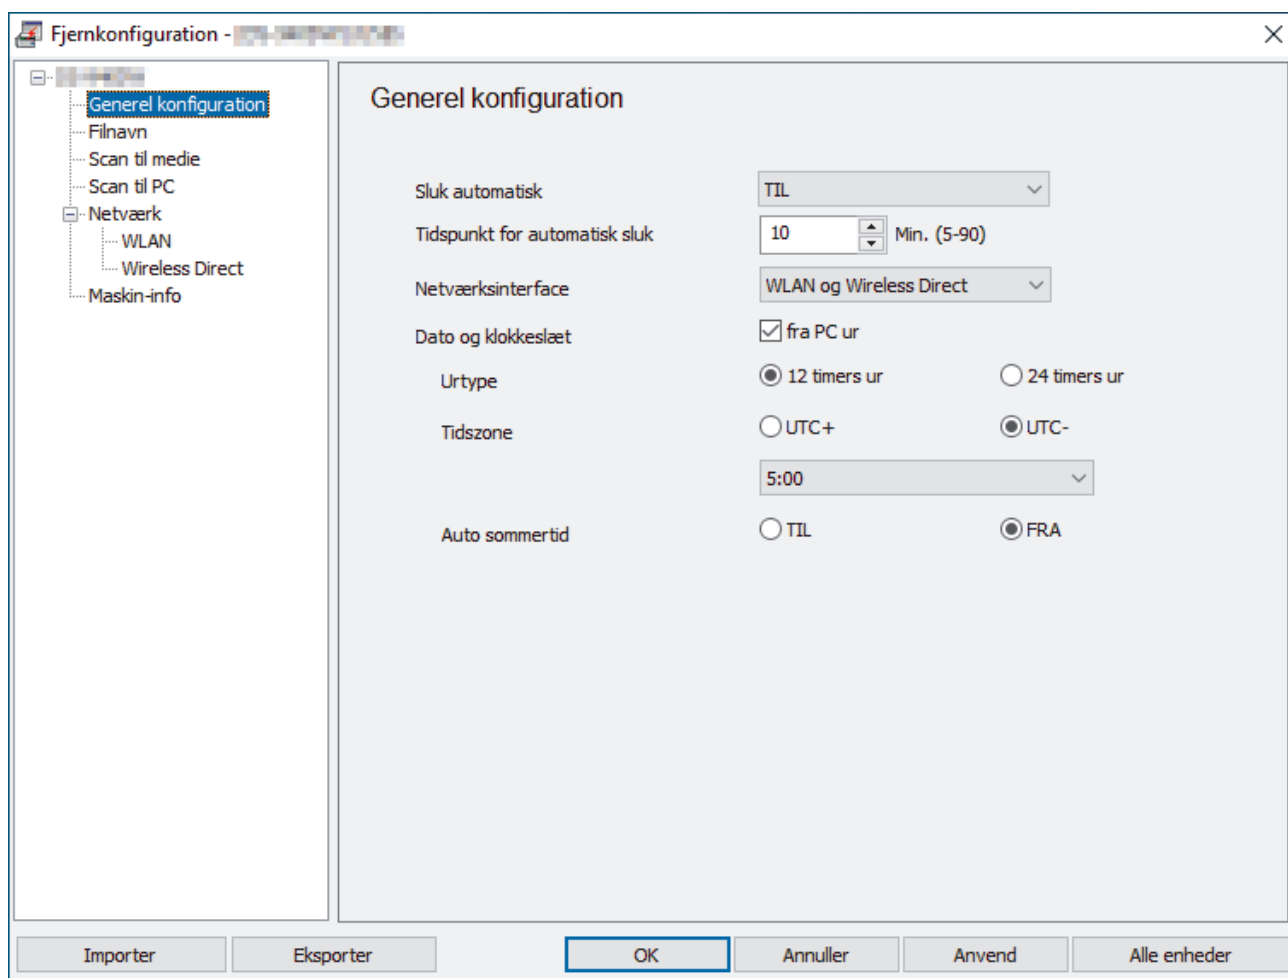 Fjernkonfiguration -
Generel konfiguration
Filnavn
Scan til medie
Scan til PC
Netværk
WLAN
Wireless Direct
Maskin-info
Generel konfiguration
Sluk automatisk TIL
Tidspunkt for automatisk sluk 10 Min. (5-90)
Netværksinterface WLAN og Wireless Direct
Dato og klokkeslæt fra PC ur
Urtype 12 timers ur 24 timers ur
Tidszone UTC+ UTC-
5:00
Auto sommertid TIL FRA
Importer Eksporter OK Annuller Anvend Alle enheder